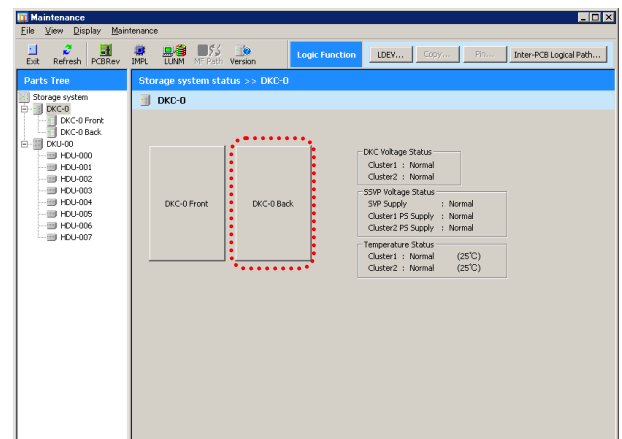 Maintenance
File View Display Maintenance
Exit Refresh PCBRev IMPL LUNM MF Path Version
Logic Function LDEV... Copy... Pin... Inter-PCB Logical Path...
Parts Tree
Storage system
DKC-0
DKC-0 Front
DKC-0 Back
DKU-00
HDU-000
HDU-001
HDU-002
HDU-003
HDU-004
HDU-005
HDU-006
HDU-007
Storage system status >> DKC-0
DKC-0
DKC-0 Front
DKC-0 Back
DKC Voltage Status
Cluster1 : Normal
Cluster2 : Normal
SSVP Voltage Status
SVP Supply : Normal
Cluster1 PS Supply : Normal
Cluster2 PS Supply : Normal
Temperature Status
Cluster1 : Normal (25℃)
Cluster2 : Normal (25℃)